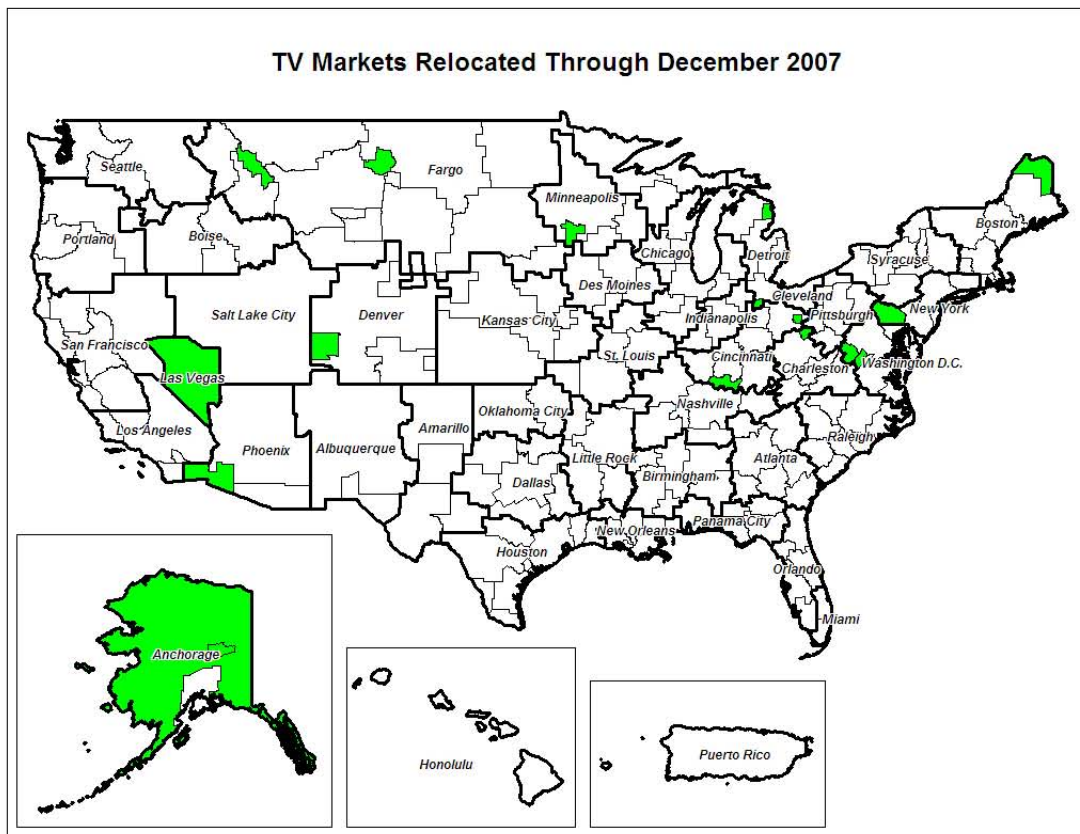 TV Markets Relocated Through December 2007
Seattle
Fargo
Minneapolis
Boston
Portland
Boise
Chicago
Detroit
Syracuse
Des Moines
Cleveland
Salt Lake City
Denver
Kansas City
Indianapolis
Pittsburgh
New York
San Francisco
St. Louis
Cincinnati
Charleston
Washington D.C.
Las Vegas
Nashville
Los Angeles
Phoenix
Albuquerque
Amarillo
Oklahoma City
Little Rock
Atlanta
Raleigh
Dallas
Birmingham
Panama City
New Orleans
Houston
Orlando
Miami
Anchorage
Honolulu
Puerto Rico